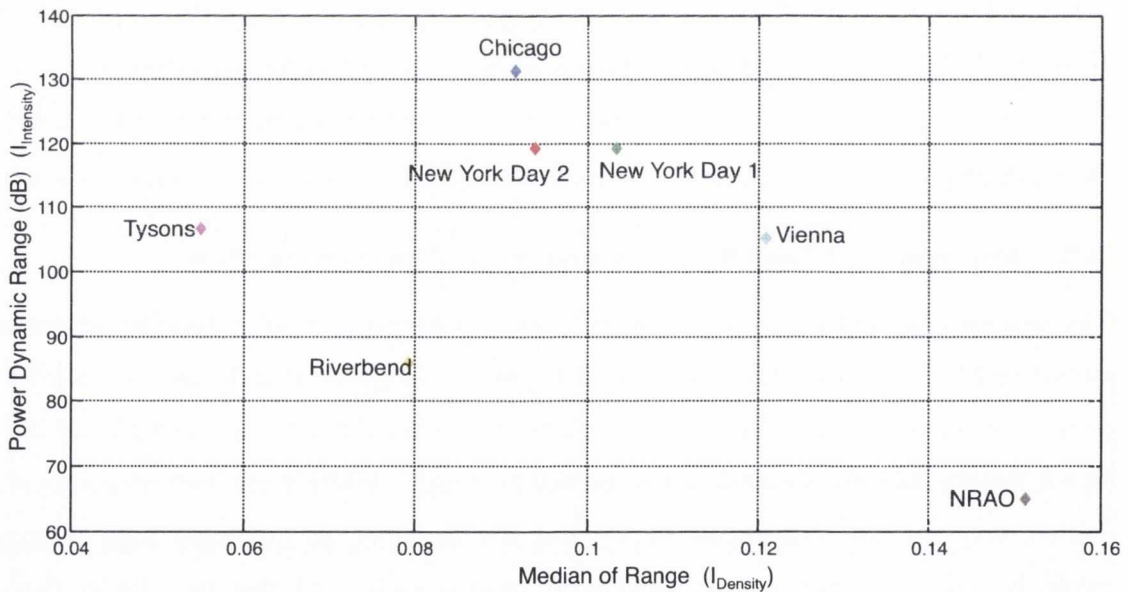 140
Chicago
130
120
New York Day 2
New York Day 1
110
Tysons
Vienna
100
90
Riverbend
80
70
NRAO
60
0.04 0.06 0.08 0.1 0.12 0.14 0.16
Power Dynamic Range (dB) (I_Intensity)
Median of Range (I_Density)